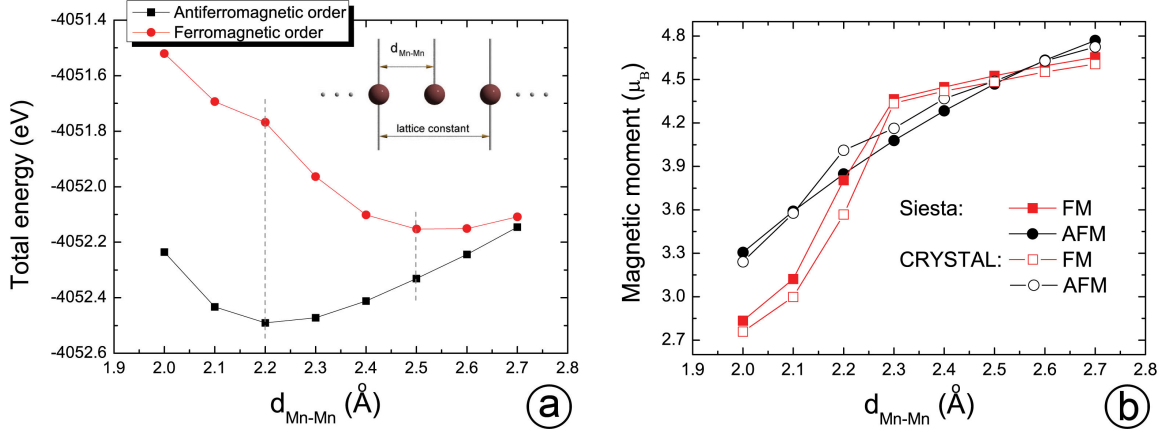 Antiferromagnetic order
Ferromagnetic order
-4051.4
-4051.6
-4051.8
-4052.0
-4052.2
-4052.4
-4052.6
Total energy (eV)
d_Mn-Mn
lattice constant
1.9 2.0 2.1 2.2 2.3 2.4 2.5 2.6 2.7 2.8
d_Mn-Mn (Å)
a
4.8
4.5
4.2
3.9
3.6
3.3
3.0
2.7
Magnetic moment (μ_B)
Siesta: FM
AFM
CRYSTAL: FM
AFM
1.9 2.0 2.1 2.2 2.3 2.4 2.5 2.6 2.7 2.8
d_Mn-Mn (Å)
b